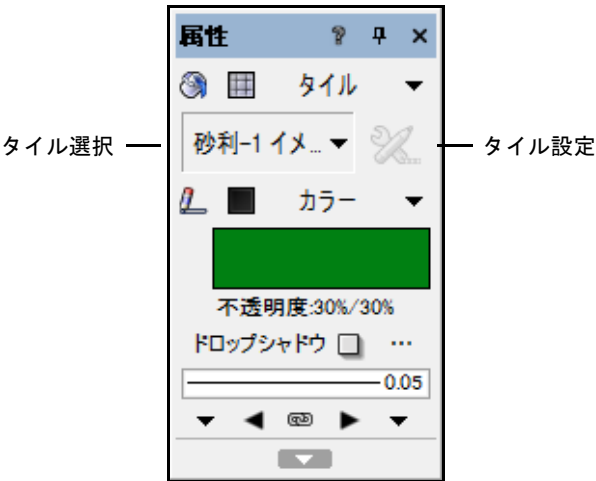 属性
タイル
タイル選択
砂利-1 イメ...
タイル設定
カラー
不透明度:30%/30%
ドロップシャドウ ...
0.05